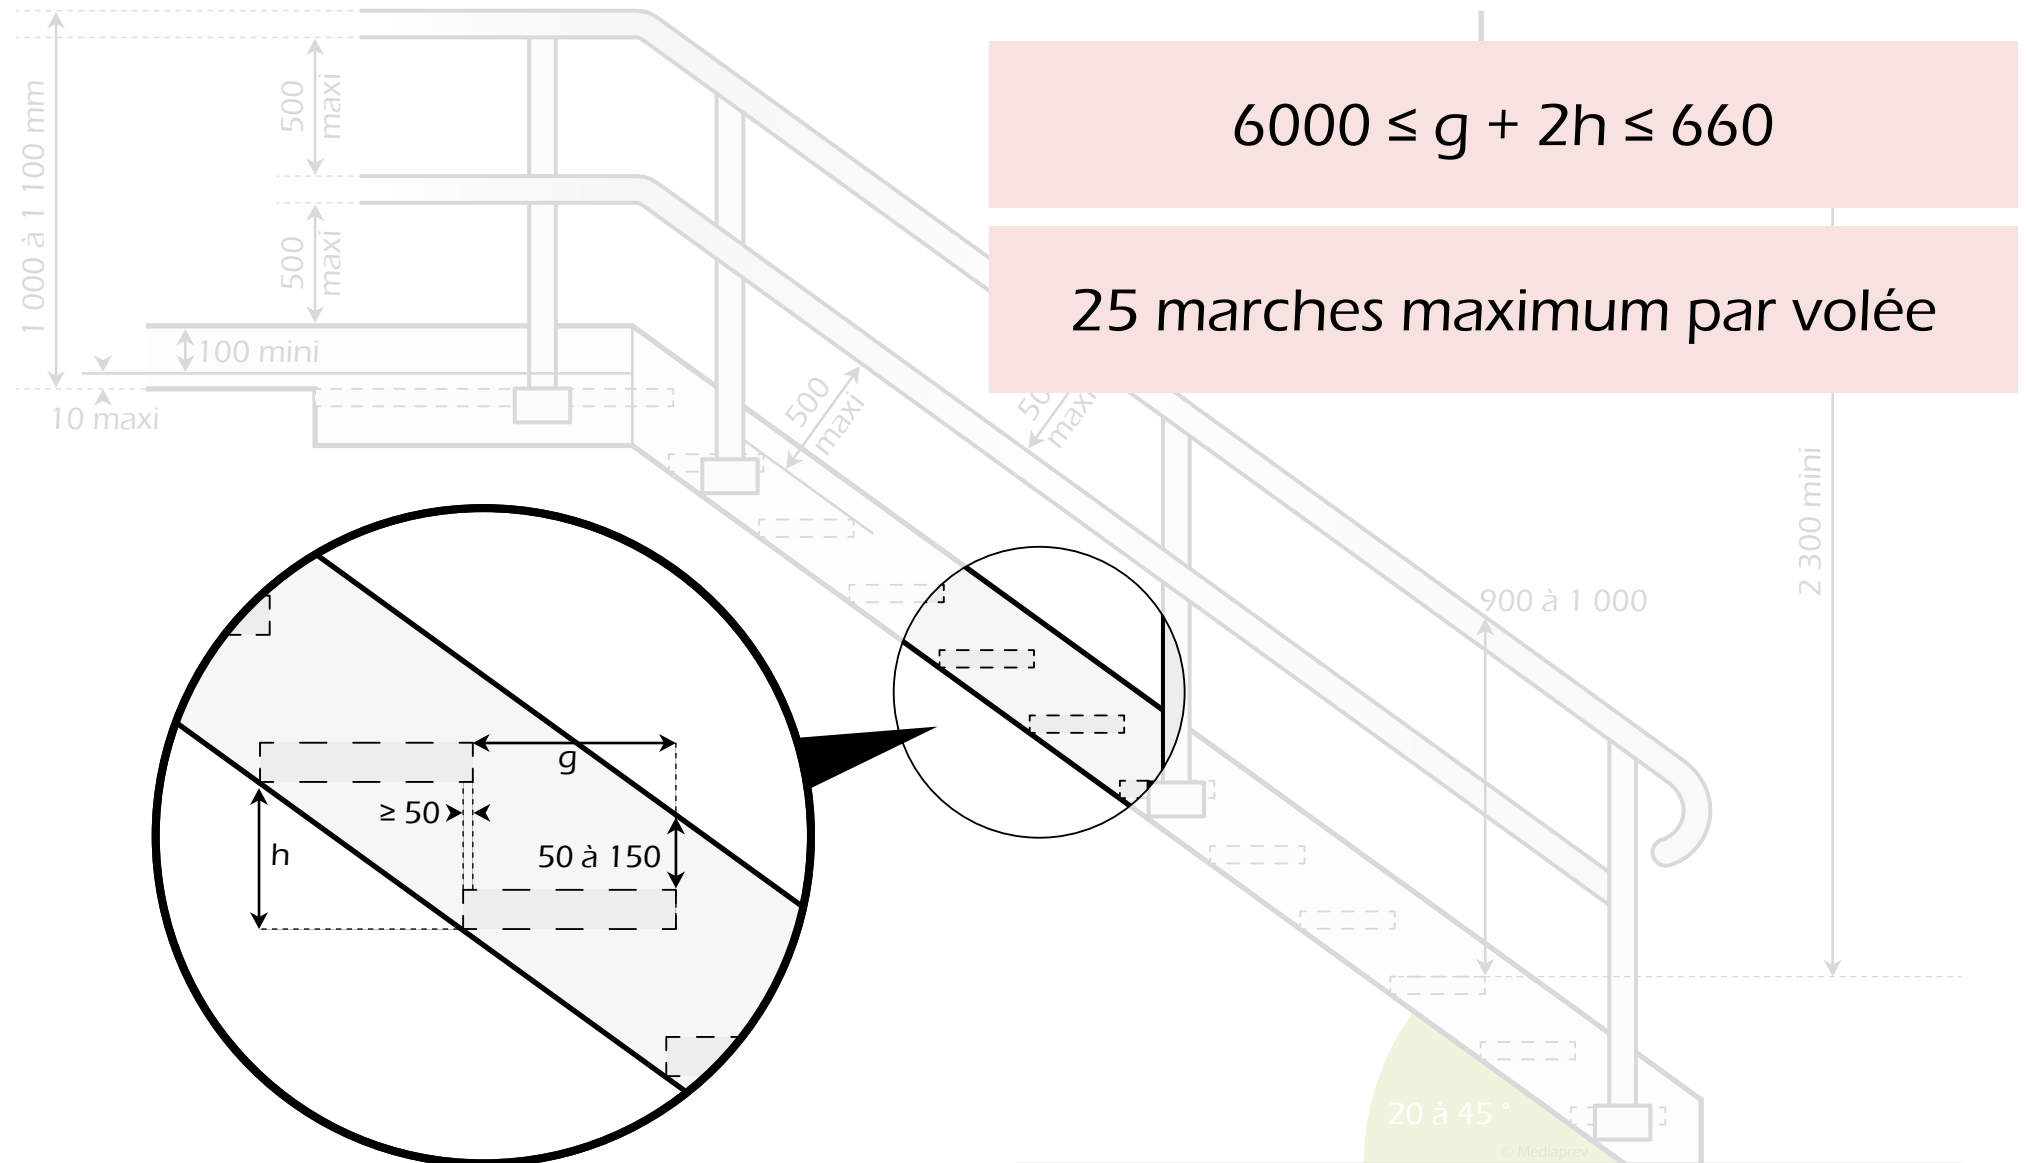 1 000 à 1 100 mm
500
maxi
500
maxi
100 mini
10 maxi
6000 ≤ g + 2h ≤ 660
25 marches maximum par volée
500
maxi
maxi
2 300 mini
900 à 1 000
g
≥ 50
h
50 à 150
20 à 45 °
© Mediaprev